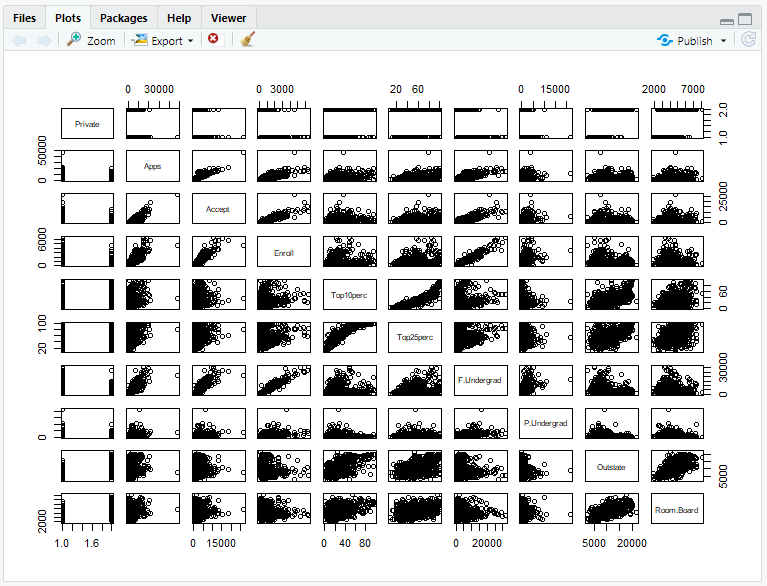 Files Plots Packages Help Viewer
Zoom Export Publish
0 30000 0 3000 20 60 0 15000 2000 7000
Private 1.0 2.0
0 50000 Apps
Accept 0 25000
0 6000 Enroll
Top10perc 0 60
20 100 Top25perc
F.Undergrad 0 30000
0 P.Undergrad
Outstate 5000
2000 Room.Board
1.0 1.6 0 15000 0 40 80 0 20000 5000 20000